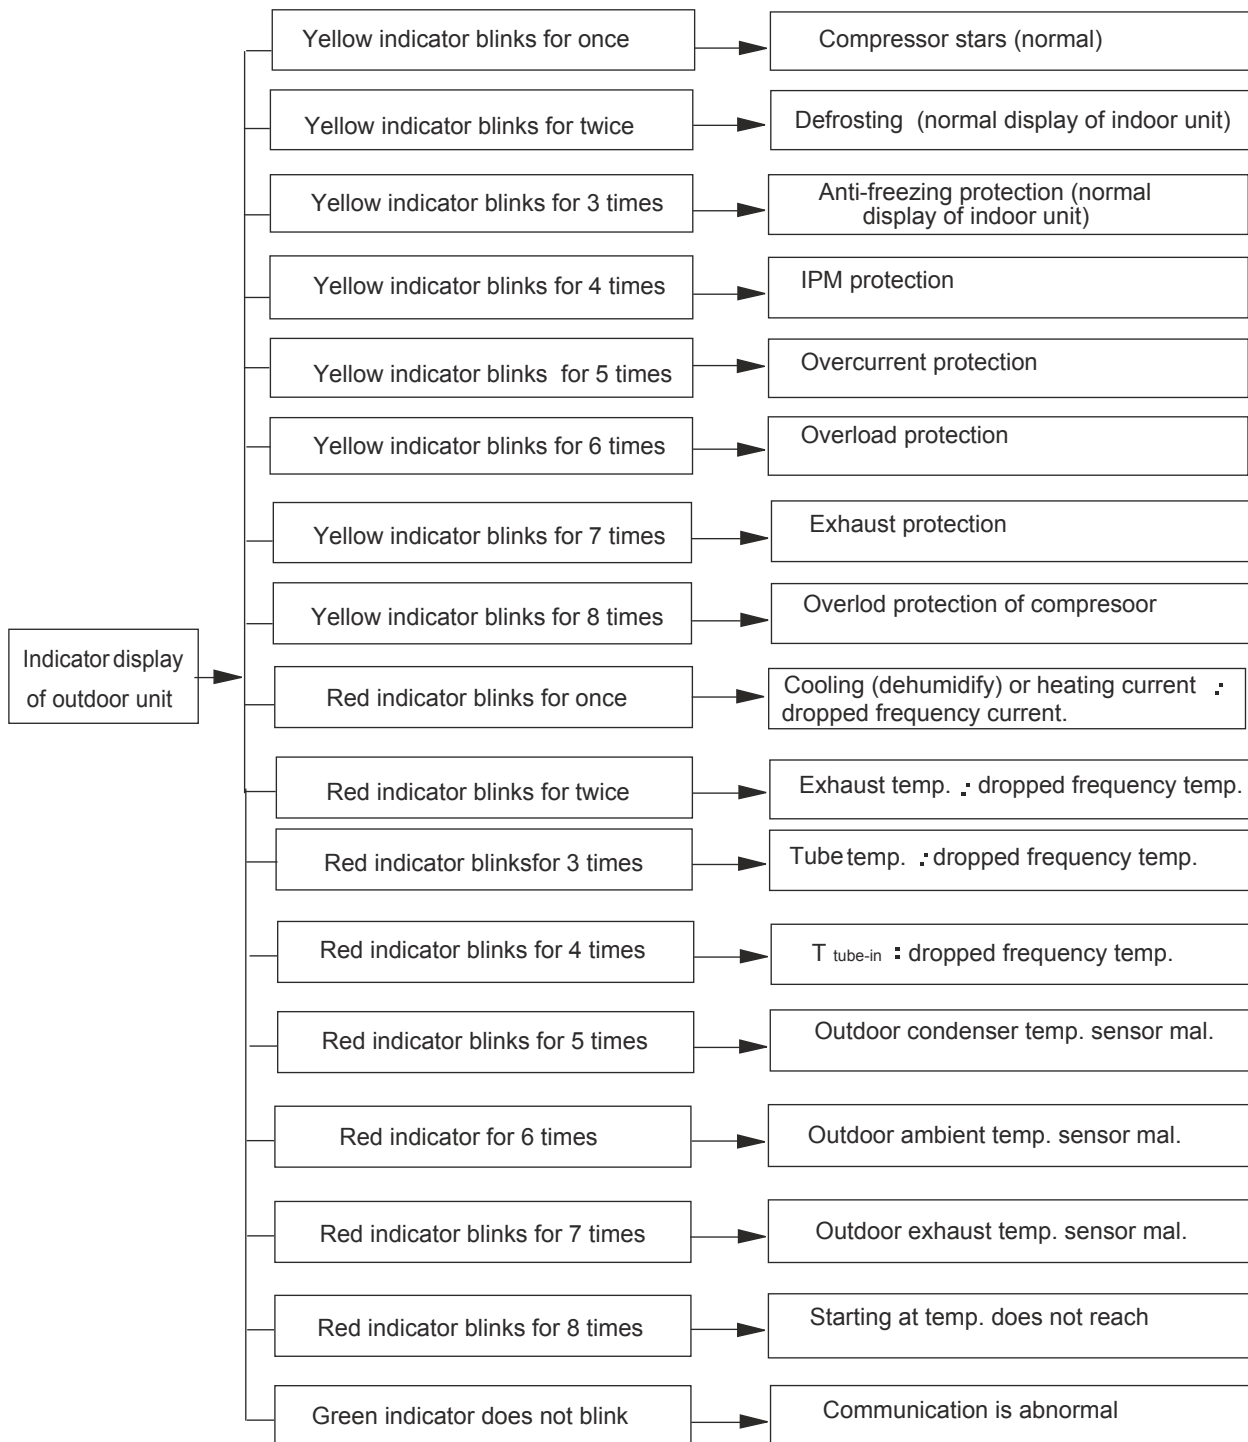 Yellow indicator blinks for once
Compressor stars (normal)
Yellow indicator blinks for twice
Defrosting (normal display of indoor unit)
Yellow indicator blinks for 3 times
Anti-freezing protection (normal
display of indoor unit)
Yellow indicator blinks for 4 times
IPM protection
Yellow indicator blinks for 5 times
Overcurrent protection
Yellow indicator blinks for 6 times
Overload protection
Yellow indicator blinks for 7 times
Exhaust protection
Yellow indicator blinks for 8 times
Overlod protection of compresoor
Indicator display
of outdoor unit
Red indicator blinks for once
Cooling (dehumidify) or heating current
dropped frequency current.
Red indicator blinks for twice
Exhaust temp. dropped frequency temp.
Red indicator blinksfor 3 times
Tube temp. dropped frequency temp.
Red indicator blinks for 4 times
T tube-in : dropped frequency temp.
Red indicator blinks for 5 times
Outdoor condenser temp. sensor mal.
Red indicator for 6 times
Outdoor ambient temp. sensor mal.
Red indicator blinks for 7 times
Outdoor exhaust temp. sensor mal.
Red indicator blinks for 8 times
Starting at temp. does not reach
Green indicator does not blink
Communication is abnormal